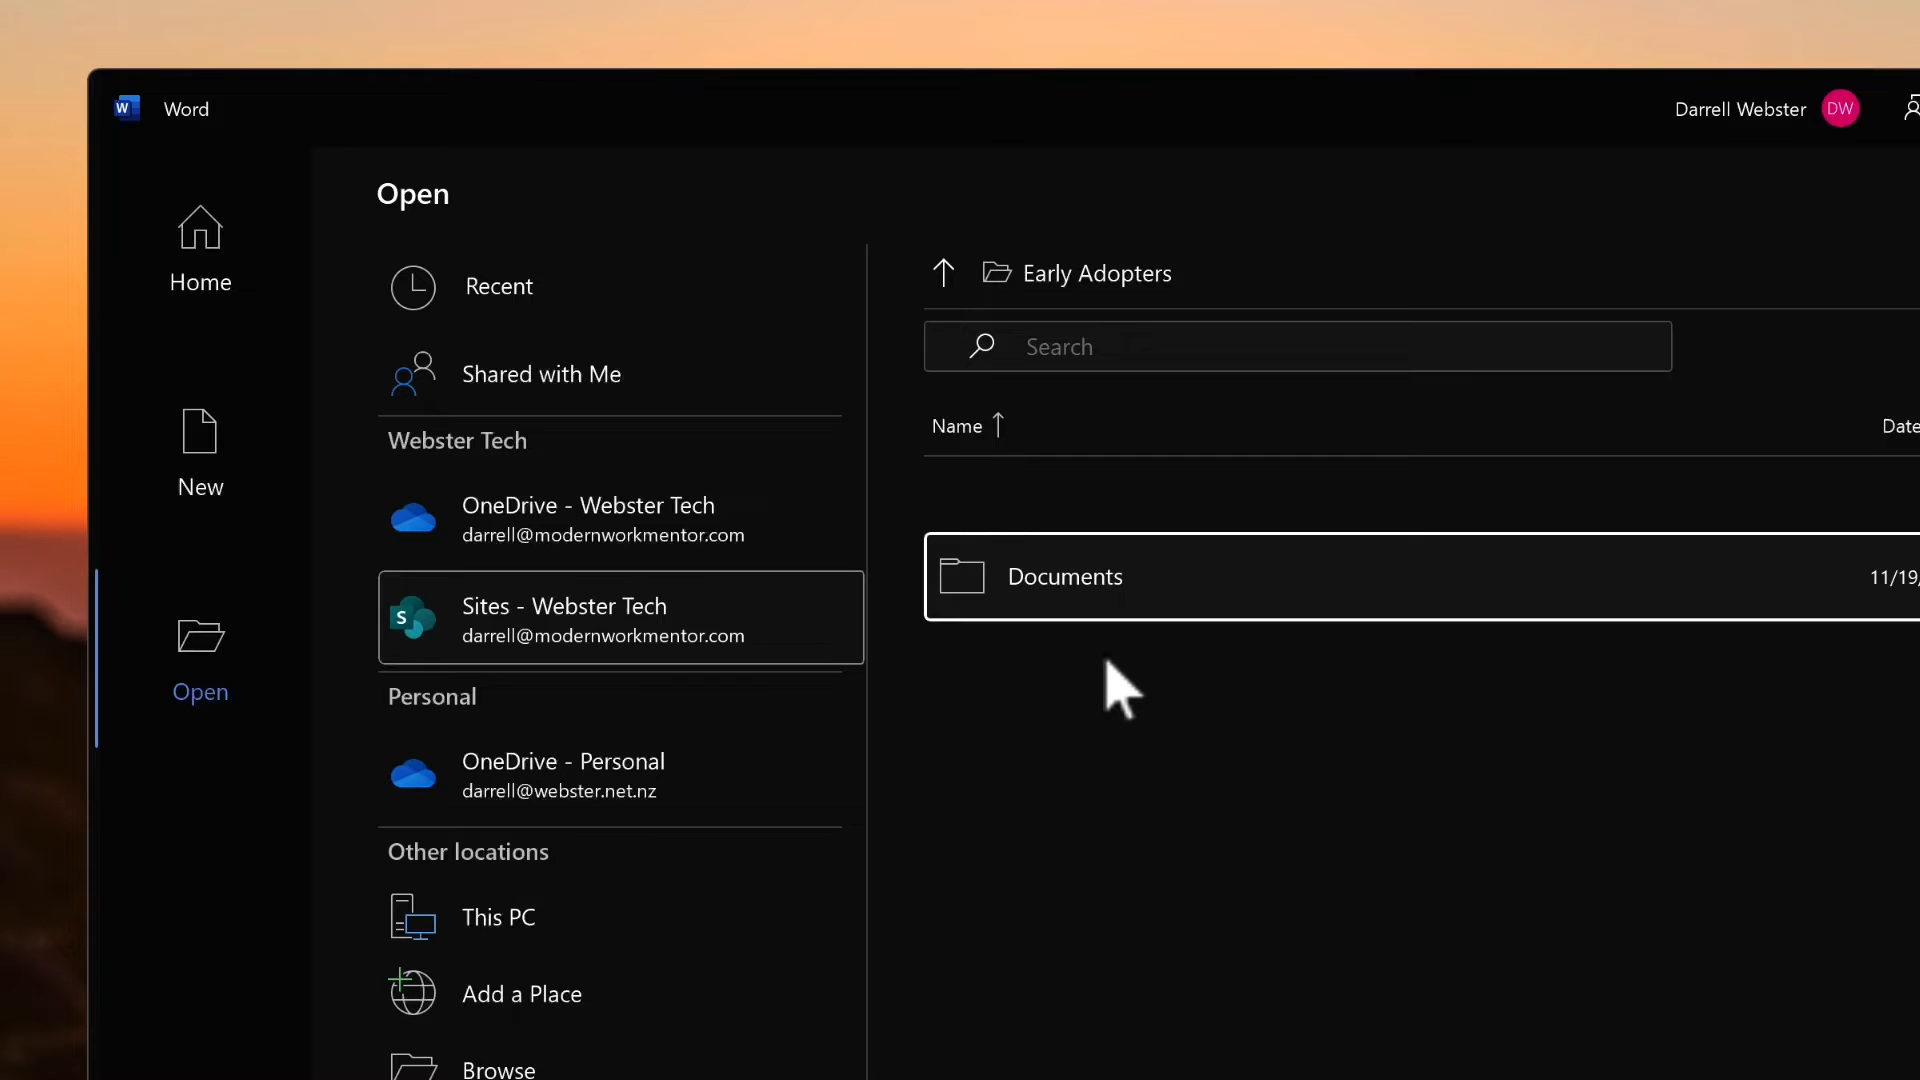 W
Word
Darrell Webster
DW
Home
New
Open
Open
Recent
Shared with Me
Webster Tech
OneDrive - Webster Tech
darrell@modernworkmentor.com
S
Sites - Webster Tech
darrell@modernworkmentor.com
Personal
OneDrive - Personal
darrell@webster.net.nz
Other locations
This PC
Add a Place
Browse
Early Adopters
Search
Name
Date
Documents
11/19/